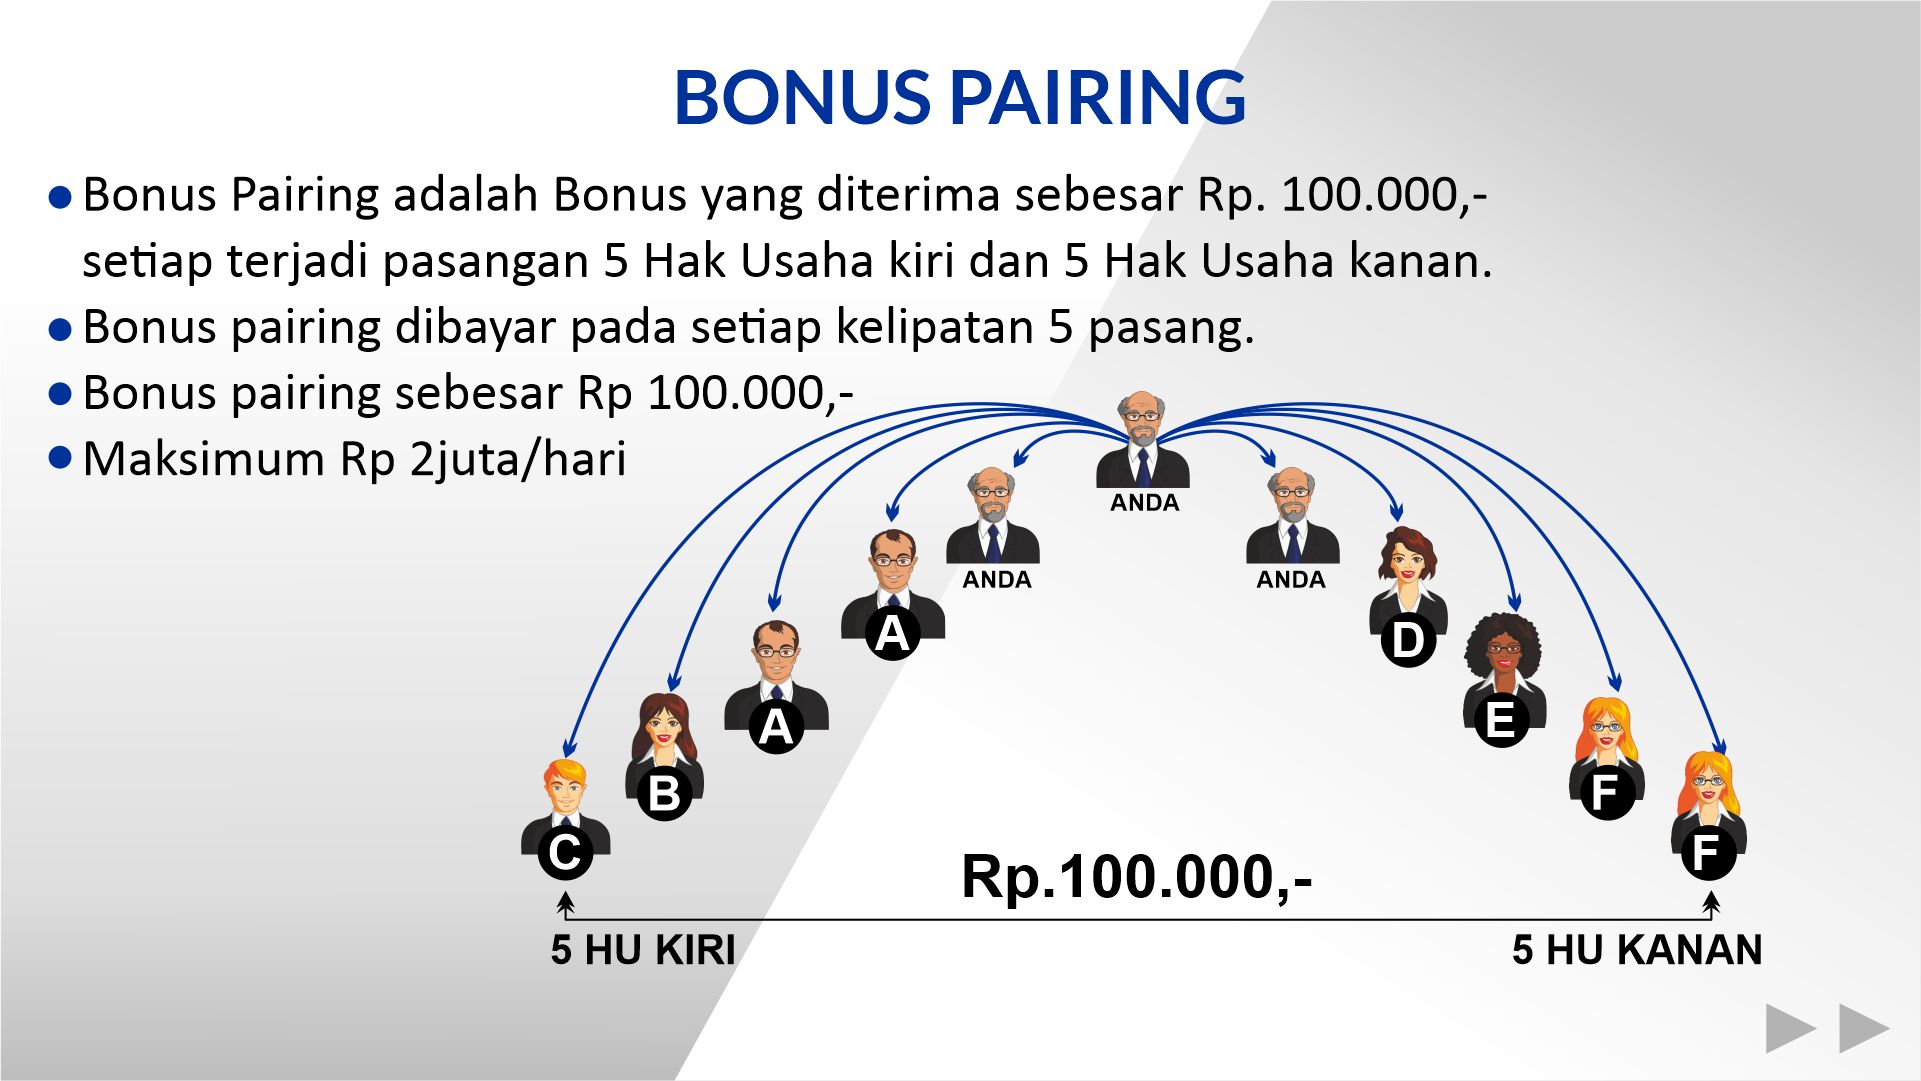 BONUS PAIRING
● Bonus Pairing adalah Bonus yang diterima sebesar Rp. 100.000,-
setiap terjadi pasangan 5 Hak Usaha kiri dan 5 Hak Usaha kanan.
● Bonus pairing dibayar pada setiap kelipatan 5 pasang.
● Bonus pairing sebesar Rp 100.000,-
● Maksimum Rp 2juta/hari
ANDA
ANDA
ANDA
A
D
A
E
B
F
C
F
Rp.100.000,-
5 HU KIRI
5 HU KANAN